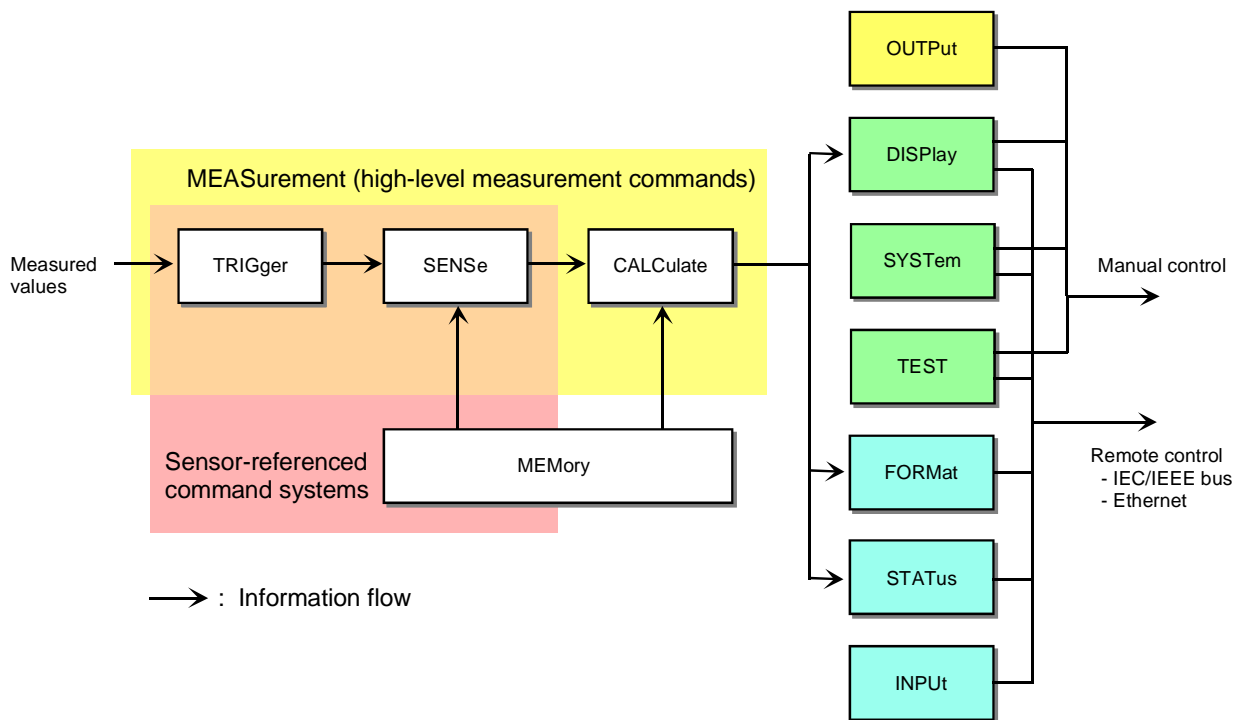 OUTPut
DISPlay
MEASurement (high-level measurement commands)
TRIGger
SENSe
CALCulate
SYSTem
Measured
values
Manual control
TEST
Sensor-referenced
command systems
MEMory
FORMat
Remote control
- IEC/IEEE bus
- Ethernet
STATus
: Information flow
INPUt